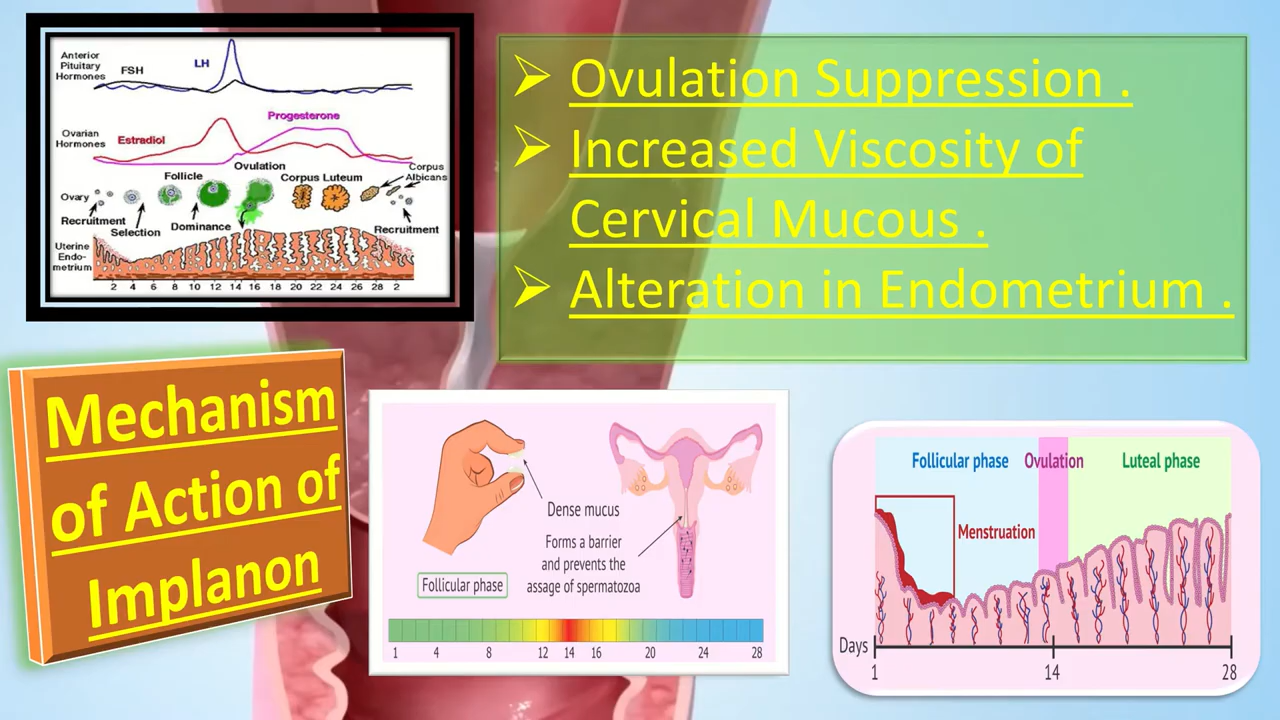 Anterior
Pituitary
Hormones
FSH
LH
Ovarian
Hormones
Estradiol
Progesterone
Ovulation
Follicle
Corpus Luteum
Corpus
Albicans
Ovary
Recruitment
Selection
Dominance
Recruitment
Uterine
Endo-
metrium
2 4 6 8 10 12 14 16 18 20 22 24 26 28 2
Ovulation Suppression .
Increased Viscosity of
Cervical Mucous .
Alteration in Endometrium .
Mechanism
of Action of
Implanon
Dense mucus
Forms a barrier
and prevents the
assage of spermatozoa
Follicular phase
1 4 8 12 14 16 20 24 28
Follicular phase Ovulation Luteal phase
Menstruation
Days
1 14 28